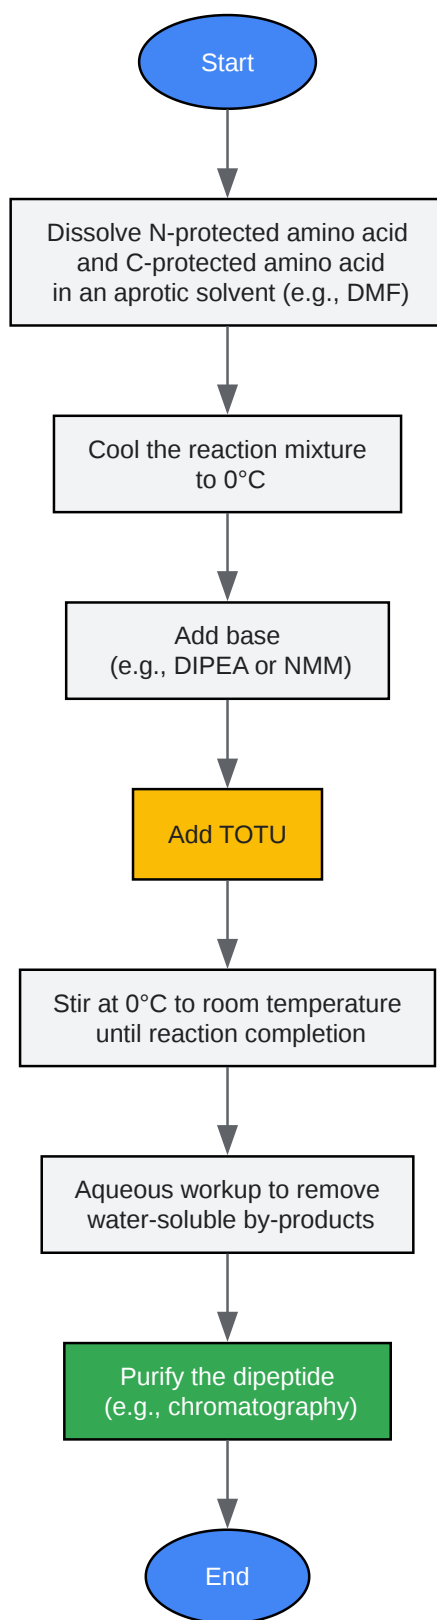 Start
Dissolve N-protected amino acid
and C-protected amino acid
in an aprotic solvent (e.g., DMF)
Cool the reaction mixture
to 0°C
Add base
(e.g., DIPEA or NMM)
Add TOTU
Stir at 0°C to room temperature
until reaction completion
Aqueous workup to remove
water-soluble by-products
Purify the dipeptide
(e.g., chromatography)
End